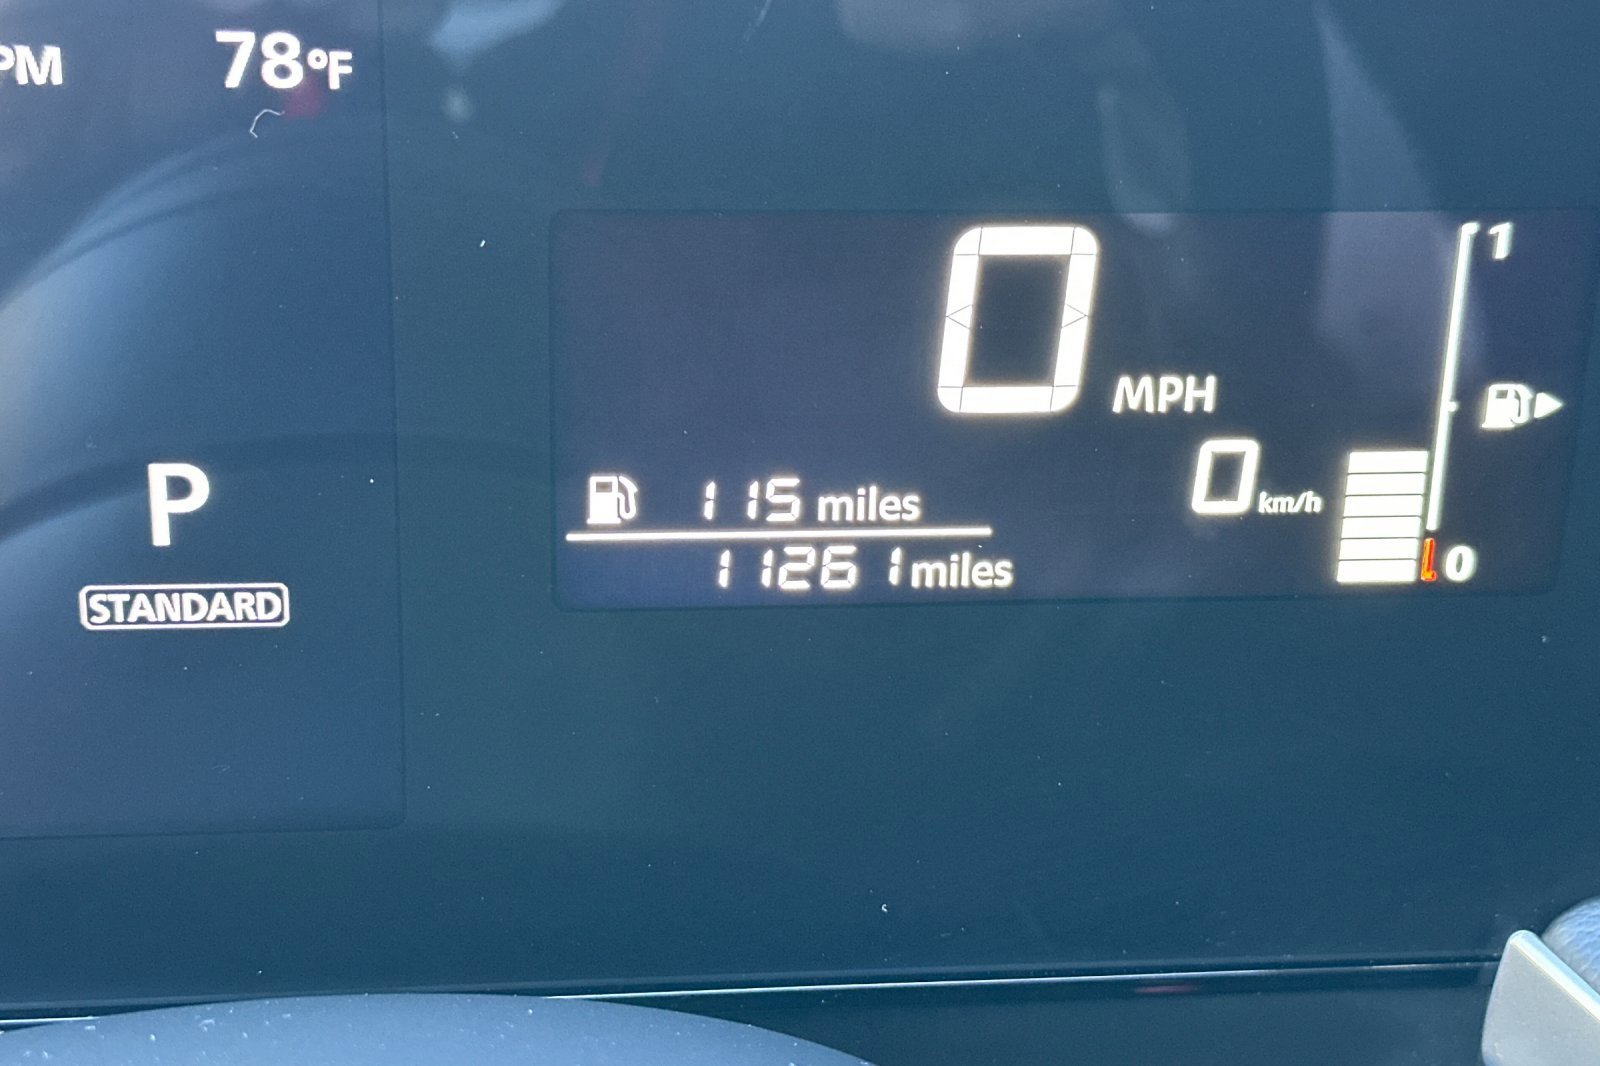 PM 78°F
0 MPH
1
0 km/h
115 miles
11261 miles
0
P
STANDARD